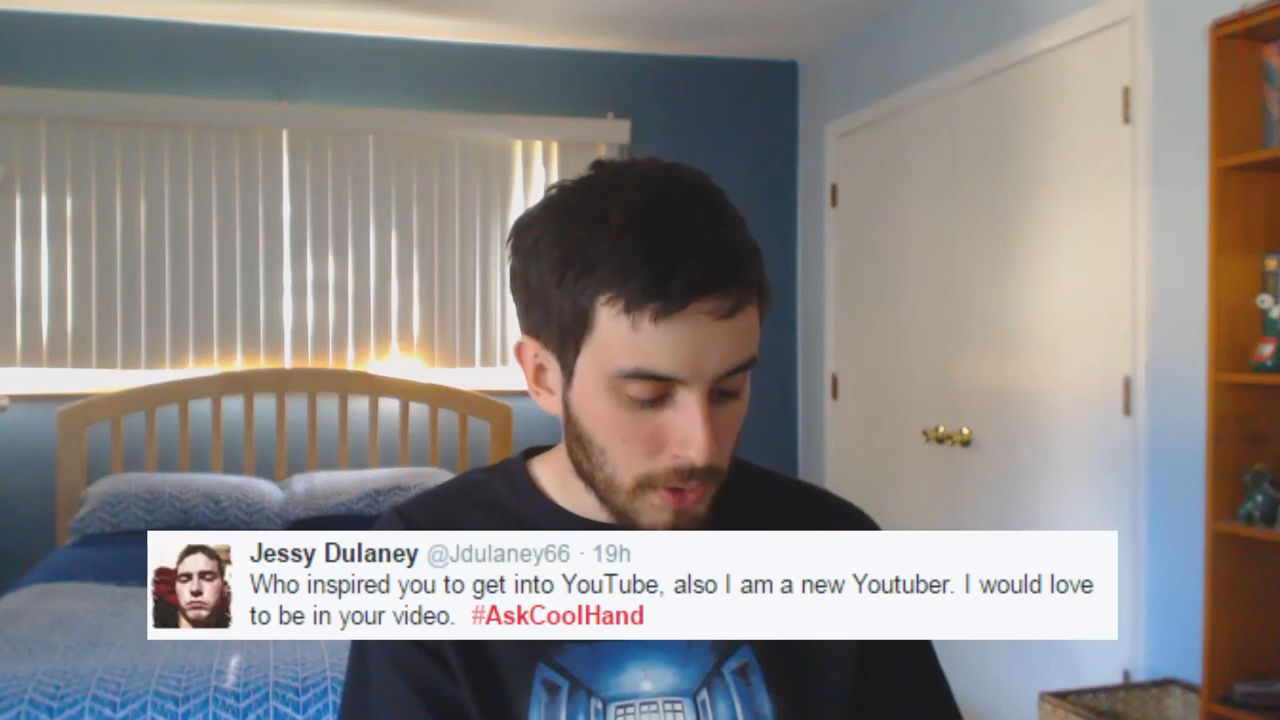 Jessy Dulaney @Jdulaney66 · 19h
Who inspired you to get into YouTube, also I am a new Youtuber. I would love
to be in your video. #AskCoolHand